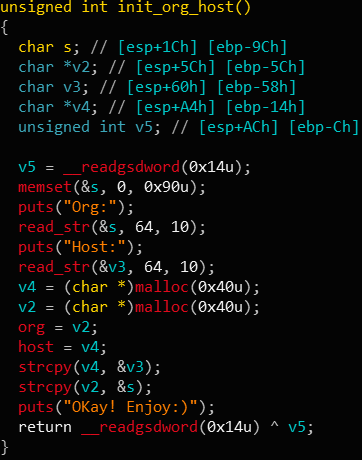 unsigned int init_org_host()
{
  char s; // [esp+1Ch] [ebp-9Ch]
  char *v2; // [esp+5Ch] [ebp-5Ch]
  char v3; // [esp+60h] [ebp-58h]
  char *v4; // [esp+A4h] [ebp-14h]
  unsigned int v5; // [esp+ACh] [ebp-Ch]

  v5 = __readgsdword(0x14u);
  memset(&s, 0, 0x90u);
  puts("Org:");
  read_str(&s, 64, 10);
  puts("Host:");
  read_str(&v3, 64, 10);
  v4 = (char *)malloc(0x40u);
  v2 = (char *)malloc(0x40u);
  org = v2;
  host = v4;
  strcpy(v4, &v3);
  strcpy(v2, &s);
  puts("OKay! Enjoy:)");
  return __readgsdword(0x14u) ^ v5;
}